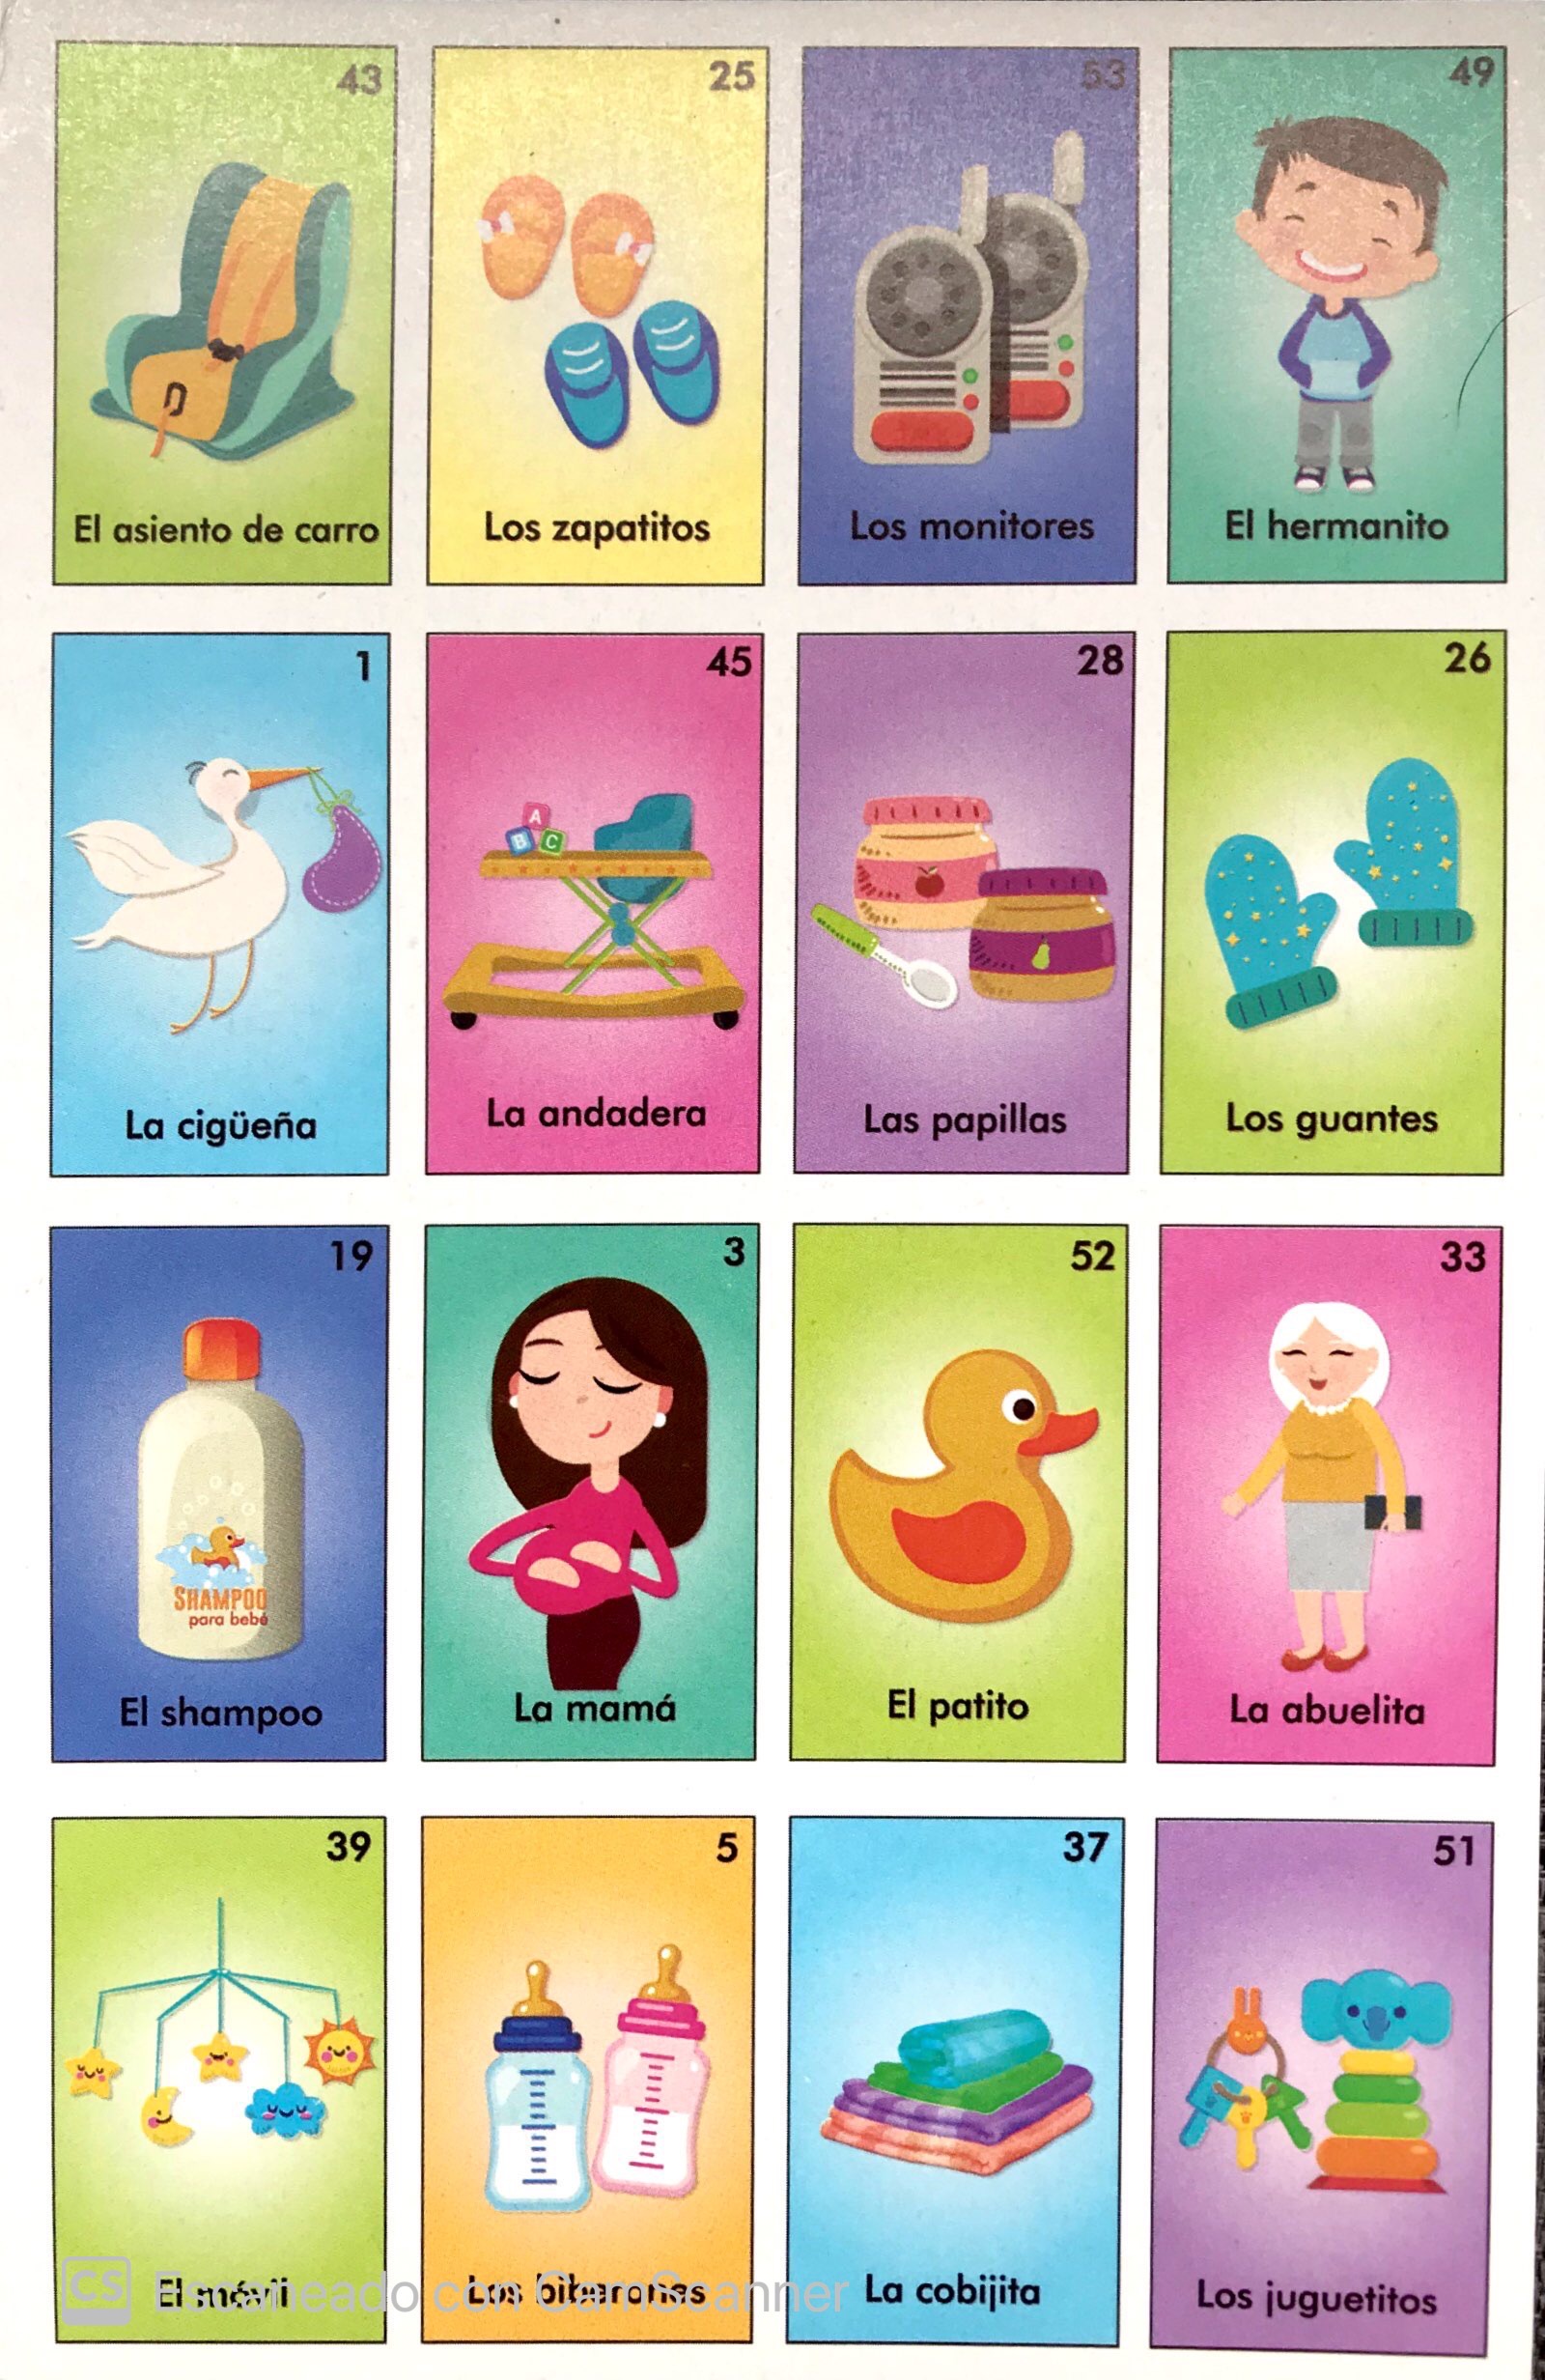 43
25
53
49
El asiento de carro
Los zapatitos
Los monitores
El hermanito
1
45
28
26
A
B C
La cigüeña
La andadera
Las papillas
Los guantes
19
3
52
33
SHAMPOO
para bebé
El shampoo
La mamá
El patito
La abuelita
39
5
37
51
El móvil
Los biberones
La cobijita
Los juguetitos
CS Escaneado con CamScanner